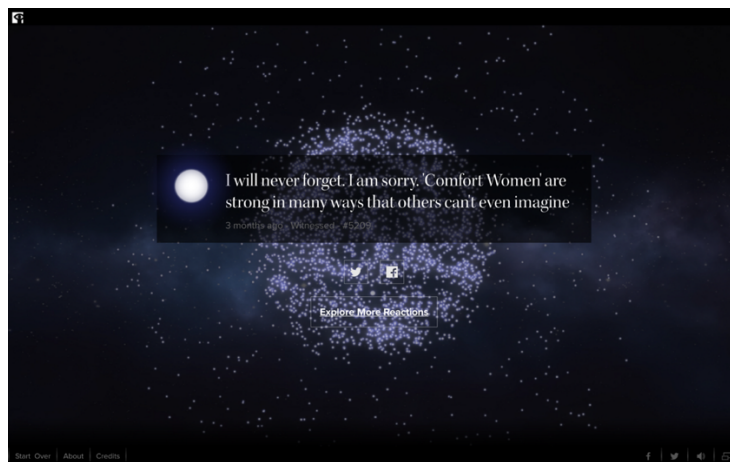 I will never forget. I am sorry. 'Comfort Women' are
strong in many ways that others can't even imagine
3 months ago - Witnessed -
Explore More Reactions
Start Over
About
Credits